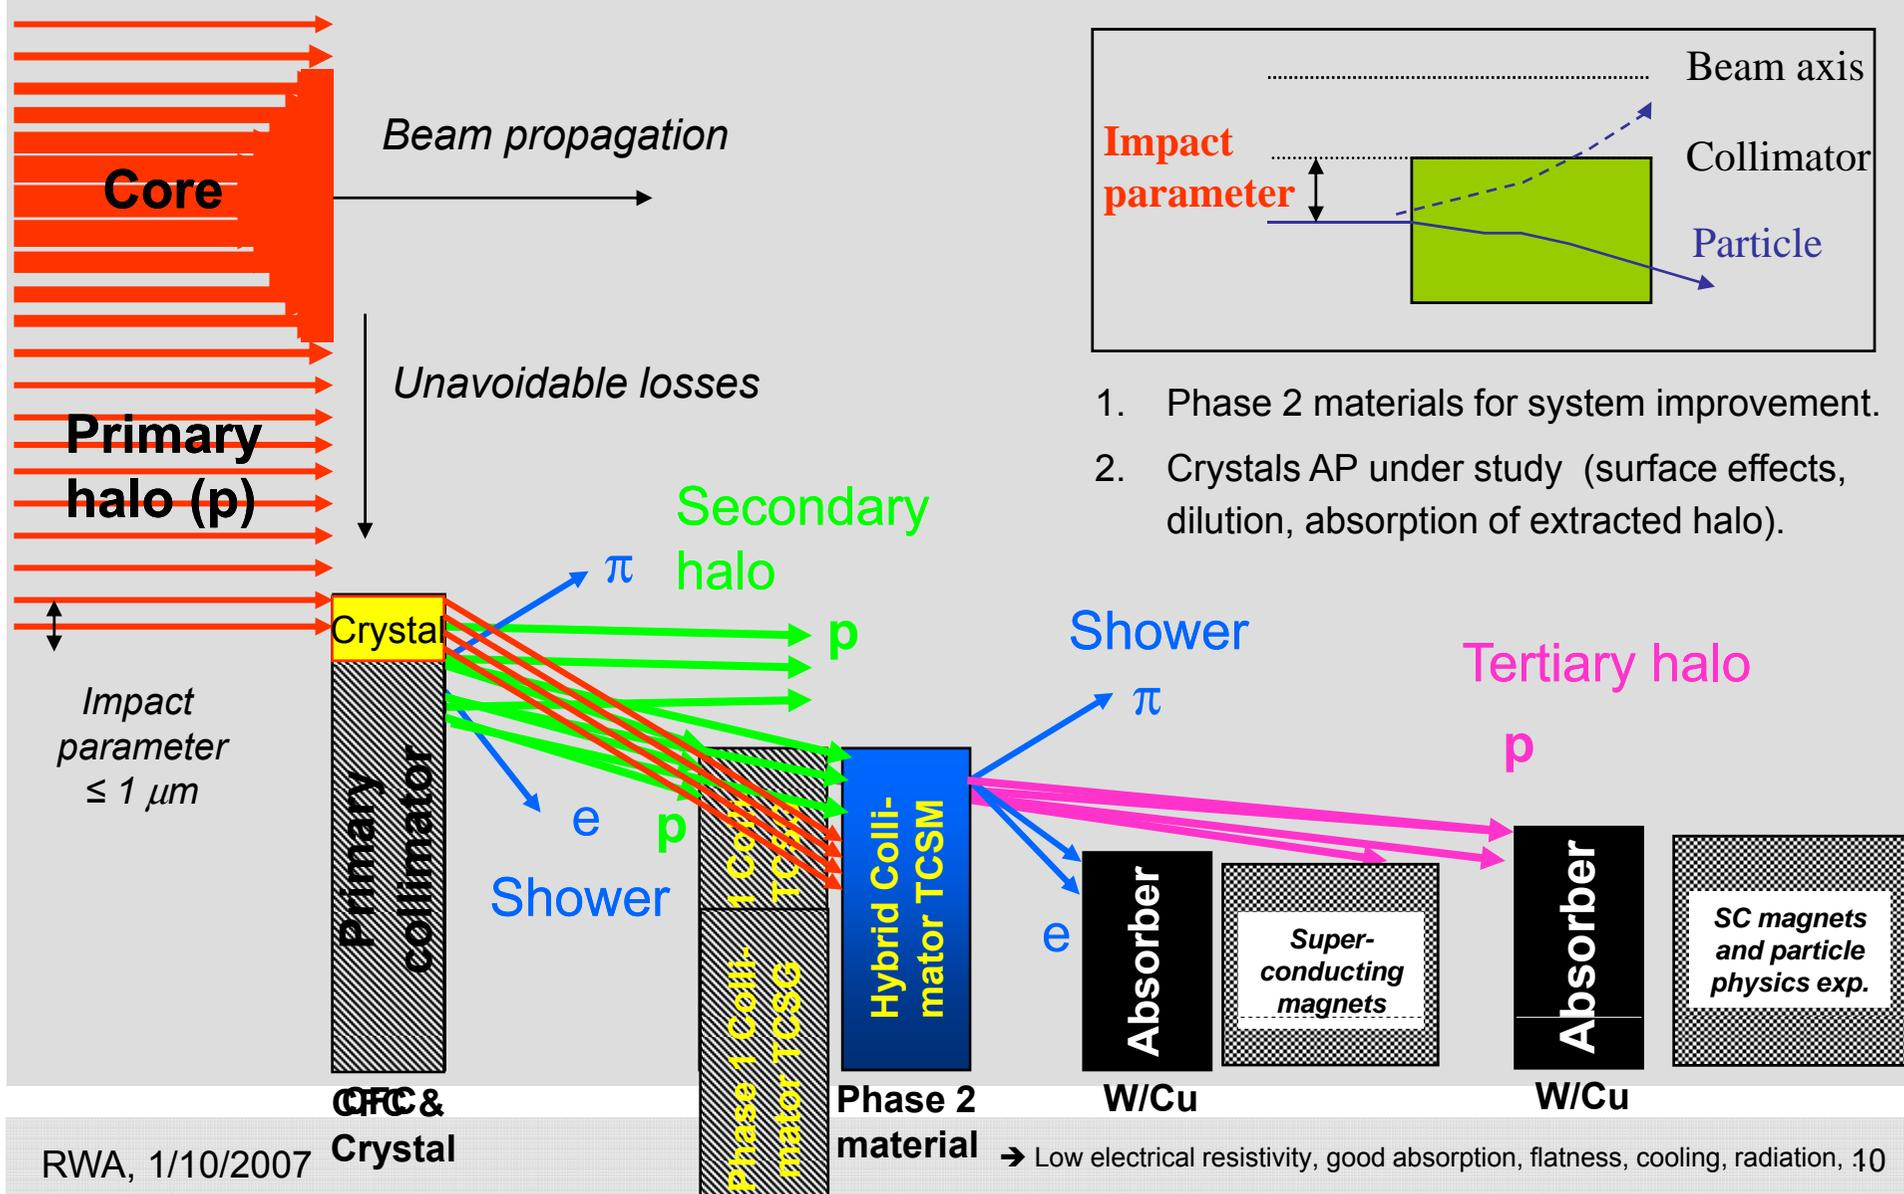 Beam axis
Impact
parameter
Collimator
Particle
Beam propagation
Core
Unavoidable losses
Primary
halo (p)
1. Phase 2 materials for system improvement.
2. Crystals AP under study (surface effects,
dilution, absorption of extracted halo).
Secondary
halo
π
p
Crystal
Shower
π
Tertiary halo
p
Impact
parameter
≤ 1 μm
e
p
Shower
e
Primary
collimator
1 Colli-
Phase 1 Colli-
mator TCSG
Hybrid Colli-
mator TCSM
Absorber
Super-
conducting
magnets
Absorber
SC magnets
and particle
physics exp.
CFC &
Crystal
Phase 2
material
W/Cu
W/Cu
RWA, 1/10/2007
➔ Low electrical resistivity, good absorption, flatness, cooling, radiation,
10